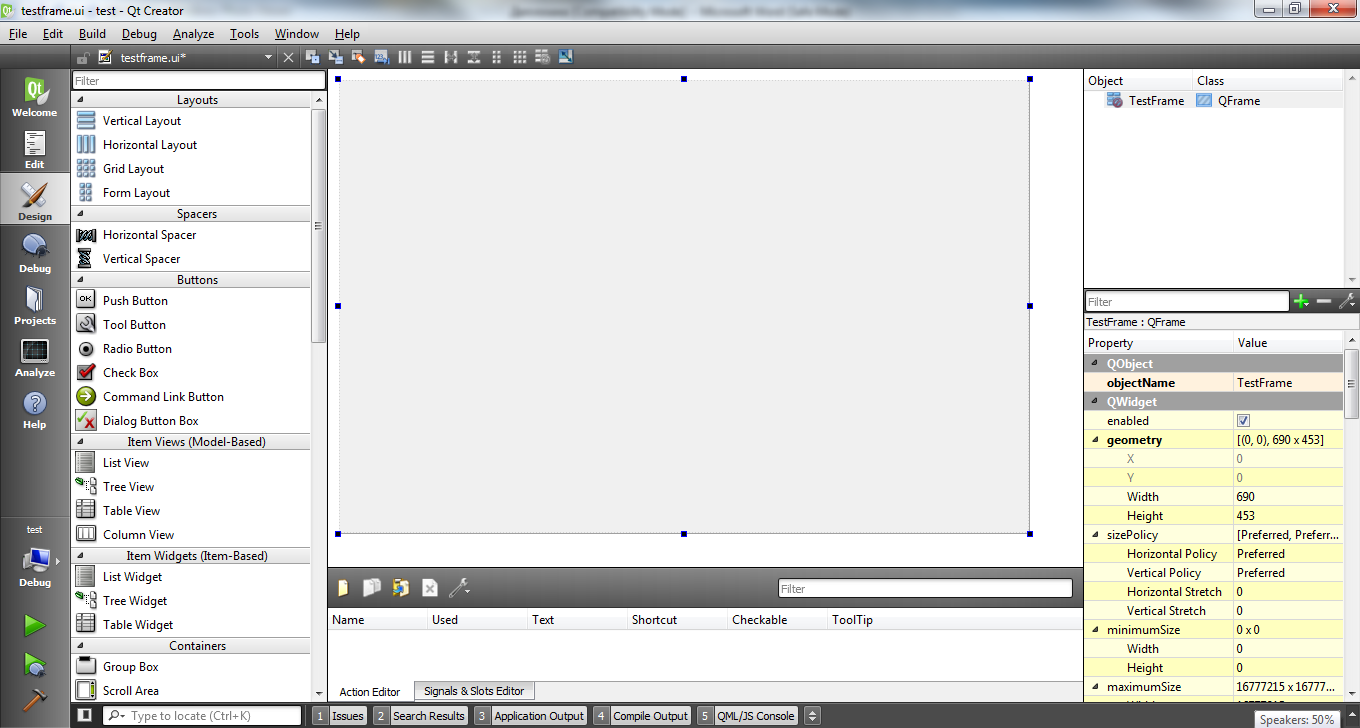 testframe.ui - test - Qt Creator
File Edit Build Debug Analyze Tools Window Help
testframe.ui*
Qt
Welcome
Edit
Design
Debug
Projects
Analyze
Help
test
Debug
Filter
Layouts
Vertical Layout
Horizontal Layout
Grid Layout
Form Layout
Spacers
Horizontal Spacer
Vertical Spacer
Buttons
OK Push Button
Tool Button
Radio Button
Check Box
Command Link Button
Dialog Button Box
Item Views (Model-Based)
List View
Tree View
Table View
Column View
Item Widgets (Item-Based)
List Widget
Tree Widget
Table Widget
Containers
Group Box
Scroll Area
Filter
Name Used Text Shortcut Checkable ToolTip
Action Editor Signals & Slots Editor
Object Class
TestFrame QFrame
Filter
TestFrame : QFrame
Property Value
QObject
objectName TestFrame
QWidget
enabled
geometry [(0, 0), 690 x 453]
X 0
Y 0
Width 690
Height 453
sizePolicy [Preferred, Preferr...
Horizontal Policy Preferred
Vertical Policy Preferred
Horizontal Stretch 0
Vertical Stretch 0
minimumSize 0 x 0
Width 0
Height 0
maximumSize 16777215 x 16777...
Type to locate (Ctrl+K) 1 Issues 2 Search Results 3 Application Output 4 Compile Output 5 QML/JS Console
Speakers: 50%